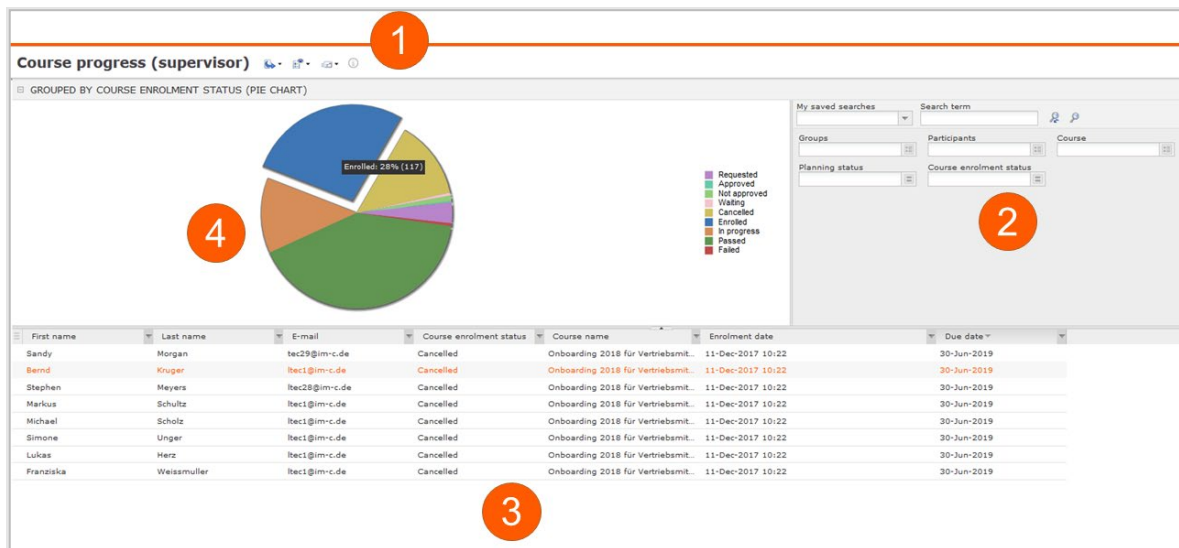 1
Course progress (supervisor)
GROUPED BY COURSE ENROLMENT STATUS (PIE CHART)
My saved searches Search term
Groups Participants Course
Planning status Course enrolment status
2
Enrolled: 28% (117)
4
Requested
Approved
Not approved
Waiting
Cancelled
Enrolled
In progress
Passed
Failed
First name Last name E-mail Course enrolment status Course name Enrolment date Due date
Sandy Morgan tec29@im-c.de Cancelled Onboarding 2018 für Vertriebsmit... 11-Dec-2017 10:22 30-Jun-2019
Bernd Kruger ltec1@im-c.de Cancelled Onboarding 2018 für Vertriebsmit... 11-Dec-2017 10:22 30-Jun-2019
Stephen Meyers ltec28@im-c.de Cancelled Onboarding 2018 für Vertriebsmit... 11-Dec-2017 10:22 30-Jun-2019
Markus Schultz ltec1@im-c.de Cancelled Onboarding 2018 für Vertriebsmit... 11-Dec-2017 10:22 30-Jun-2019
Michael Scholz ltec1@im-c.de Cancelled Onboarding 2018 für Vertriebsmit... 11-Dec-2017 10:22 30-Jun-2019
Simone Unger ltec1@im-c.de Cancelled Onboarding 2018 für Vertriebsmit... 11-Dec-2017 10:22 30-Jun-2019
Lukas Herz ltec1@im-c.de Cancelled Onboarding 2018 für Vertriebsmit... 11-Dec-2017 10:22 30-Jun-2019
Franziska Weissmuller ltec1@im-c.de Cancelled Onboarding 2018 für Vertriebsmit... 11-Dec-2017 10:22 30-Jun-2019
3